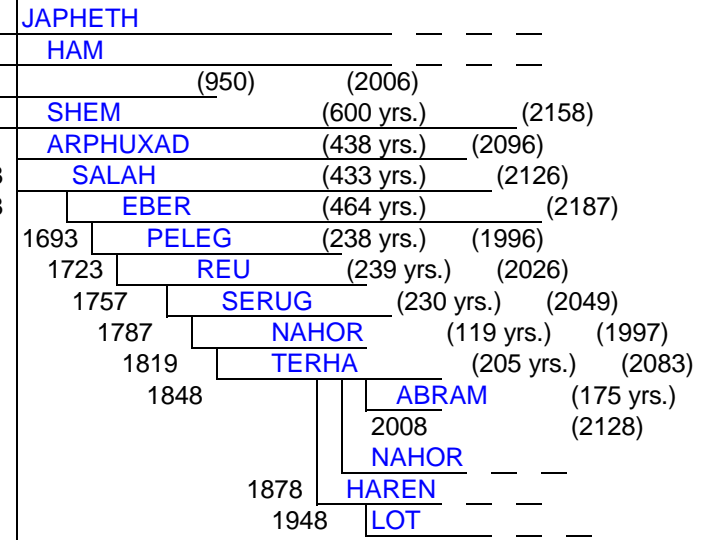 JAPHETH
HAM
(950) (2006)
SHEM (600 yrs.) (2158)
ARPHUXAD (438 yrs.) (2096)
SALAH (433 yrs.) (2126)
EBER (464 yrs.) (2187)
1693 PELEG (238 yrs.) (1996)
1723 REU (239 yrs.) (2026)
1757 SERUG (230 yrs.) (2049)
1787 NAHOR (119 yrs.) (1997)
1819 TERHA (205 yrs.) (2083)
1848 ABRAM (175 yrs.)
2008 (2128)
NAHOR
1878 HAREN
1948 LOT